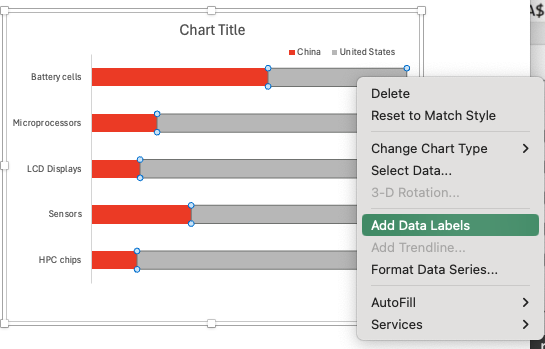 A$
Chart Title
China United States
Battery cells
Microprocessors
LCD Displays
Sensors
HPC chips
Delete
Reset to Match Style
Change Chart Type
Select Data...
3-D Rotation...
Add Data Labels
Add Trendline...
Format Data Series...
AutoFill
Services